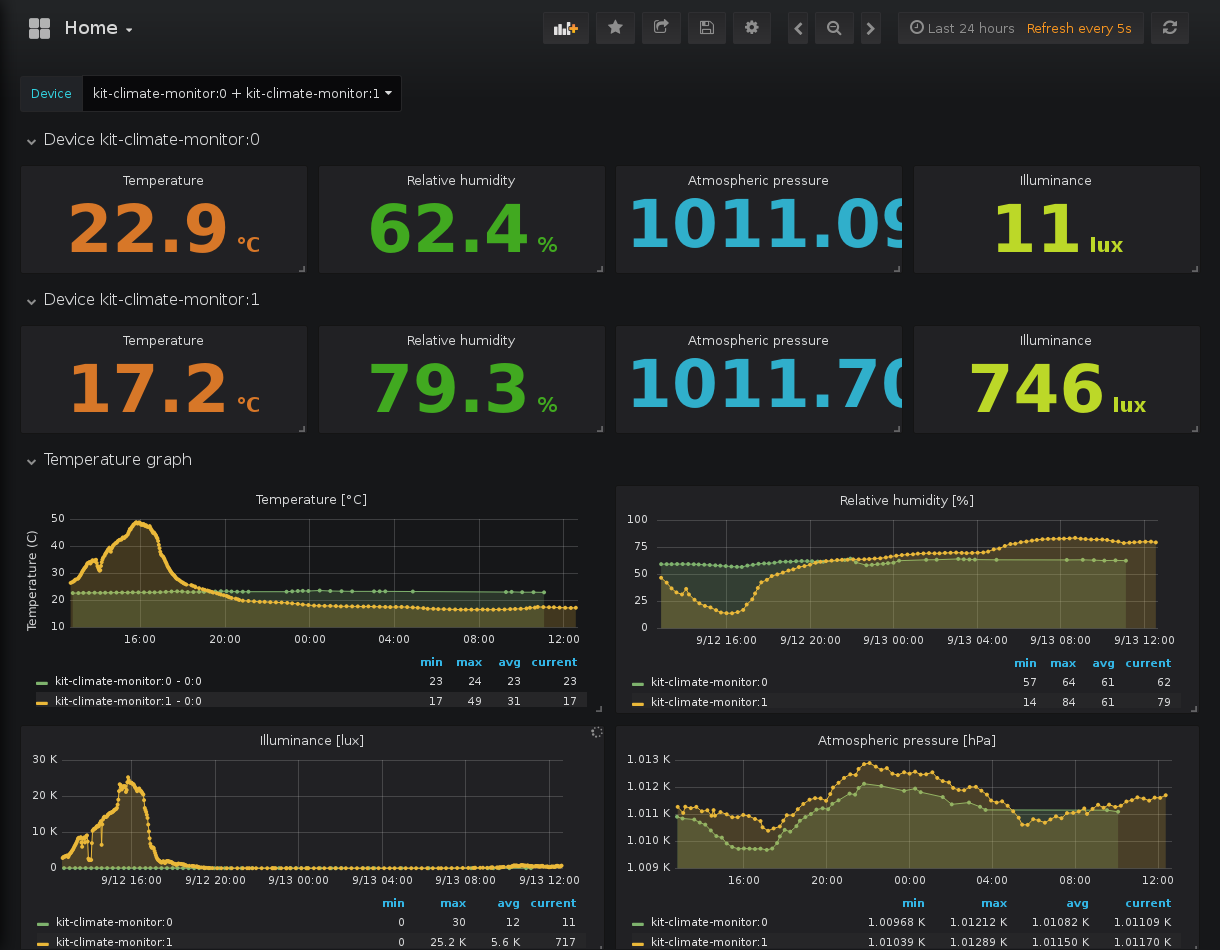 Home
Last 24 hours Refresh every 5s
Device kit-climate-monitor:0 + kit-climate-monitor:1
Device kit-climate-monitor:0
Temperature Relative humidity Atmospheric pressure Illuminance
22.9 °C 62.4 % 1011.09 11 lux
Device kit-climate-monitor:1
Temperature Relative humidity Atmospheric pressure Illuminance
17.2 °C 79.3 % 1011.70 746 lux
Temperature graph
Temperature [°C]
Temperature (C)
50
40
30
20
10
16:00 20:00 00:00 04:00 08:00 12:00
min max avg current
kit-climate-monitor:0 - 0:0 23 24 23 23
kit-climate-monitor:1 - 0:0 17 49 31 17
Relative humidity [%]
100
75
50
25
0
9/12 16:00 9/12 20:00 9/13 00:00 9/13 04:00 9/13 08:00 9/13 12:00
min max avg current
kit-climate-monitor:0 57 64 61 62
kit-climate-monitor:1 14 84 61 79
Illuminance [lux]
30 K
20 K
10 K
0
9/12 16:00 9/12 20:00 9/13 00:00 9/13 04:00 9/13 08:00 9/13 12:00
min max avg current
kit-climate-monitor:0 0 30 12 11
kit-climate-monitor:1 0 25.2 K 5.6 K 717
Atmospheric pressure [hPa]
1.013 K
1.012 K
1.011 K
1.010 K
1.009 K
16:00 20:00 00:00 04:00 08:00 12:00
min max avg current
kit-climate-monitor:0 1.00968 K 1.01212 K 1.01082 K 1.01109 K
kit-climate-monitor:1 1.01039 K 1.01289 K 1.01150 K 1.01170 K